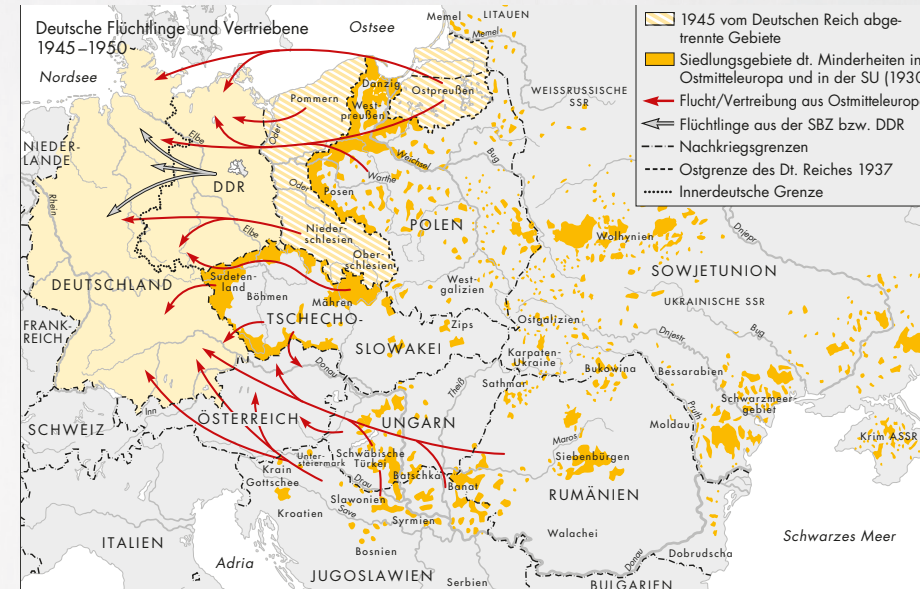 Deutsche Flüchtlinge und Vertriebene
1945–1950
Ostsee
Nordsee
Memel
LITAUEN
Memel
1945 vom Deutschen Reich abge-
trennte Gebiete
Siedlungsgebiete dt. Minderheiten in
Ostmitteleuropa und in der SU (1930
Flucht/Vertreibung aus Ostmitteleurop
Flüchtlinge aus der SBZ bzw. DDR
Nachkriegsgrenzen
Ostgrenze des Dt. Reiches 1937
Innerdeutsche Grenze
WEISSRUSSISCHE
SSR
Danzig
Ostpreußen
West-
preußen
Pommern
Oder
Elbe
NIEDER-
LANDE
Rhein
DDR
Weichsel
Bug
Warthe
Oder
Posen
POLEN
Elbe
Nieder-
schlesien
Ober-
schlesien
Wolhynien
Dnjepr
SOWJETUNION
UKRAINISCHE SSR
DEUTSCHLAND
Sudeten-
land
Böhmen
Mähren
TSCHECHO-
SLOWAKEI
West-
galizien
Zips
Ostgalizien
Dnjestr
Bug
FRANK-
REICH
Donau
Karpaten-
Ukraine
Bukowina
Bessarabien
Theiß
Sathmar
Schwarzmeer-
gebiet
Pruth
Moldau
Krim ASSR
Inn
SCHWEIZ
ÖSTERREICH
UNGARN
Maros
Siebenbürgen
Unter-
steiermark
Schwäbische
Türkei
Krain
Gottschee
Drau
Batschka
Banat
RUMÄNIEN
Slawonien
Save
Kroatien
Syrmien
Walachei
ITALIEN
Adria
Bosnien
JUGOSLAWIEN
Serbien
Donau
Dobrudscha
BULGARIEN
Schwarzes Meer